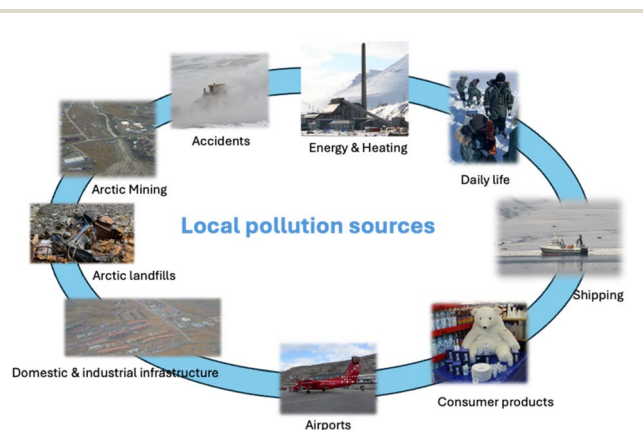 Accidents
Energy & Heating
Daily life
Arctic Mining
Local pollution sources
Arctic landfills
Shipping
Domestic & industrial infrastructure
Consumer products
Airports